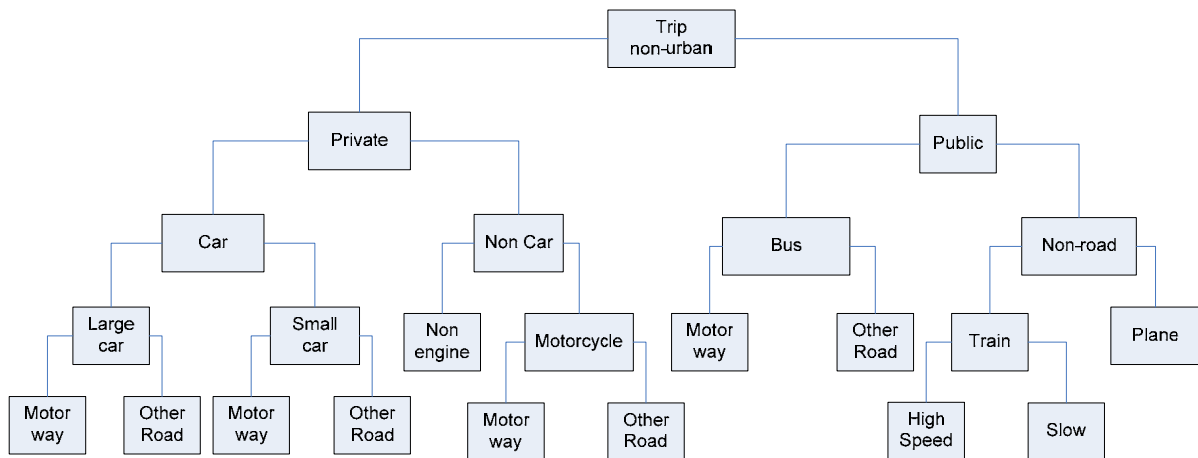 Trip
non-urban
Private
Public
Car
Non Car
Bus
Non-road
Large
car
Small
car
Non
engine
Motorcycle
Motor
way
Other
Road
Train
Plane
Motor
way
Other
Road
Motor
way
Other
Road
Motor
way
Other
Road
High
Speed
Slow